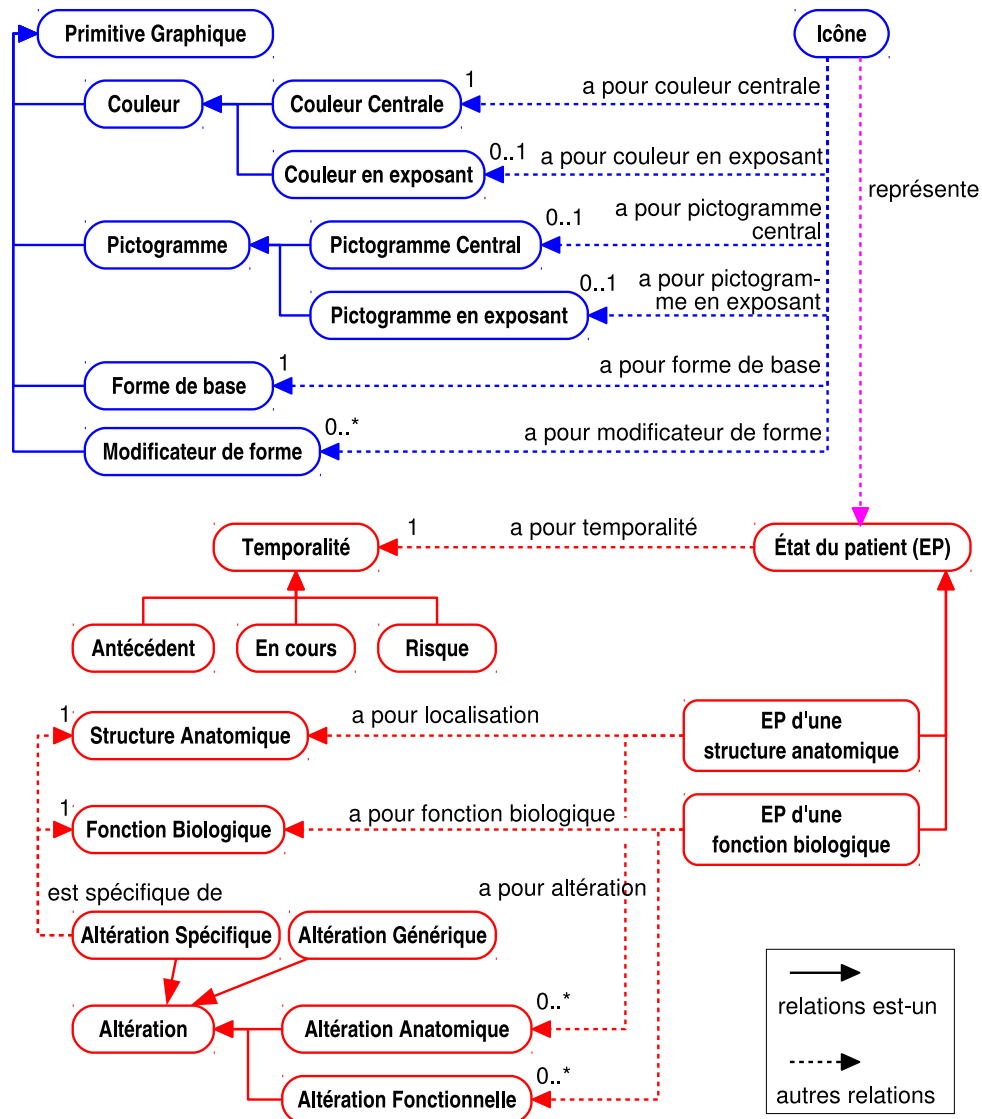 Primitive Graphique
Icône
Couleur
Couleur Centrale
1
a pour couleur centrale
Couleur en exposant
0..1
a pour couleur en exposant
représente
Pictogramme
Pictogramme Central
0..1
a pour pictogramme
central
Pictogramme en exposant
0..1
a pour pictogram-
me en exposant
Forme de base
1
a pour forme de base
Modificateur de forme
0..*
a pour modificateur de forme
Temporalité
1
a pour temporalité
État du patient (EP)
Antécédent
En cours
Risque
1
Structure Anatomique
a pour localisation
EP d'une
structure anatomique
1
Fonction Biologique
a pour fonction biologique
EP d'une
fonction biologique
est spécifique de
a pour altération
Altération Spécifique
Altération Générique
Altération
Altération Anatomique
0..*
Altération Fonctionnelle
0..*
relations est-un
autres relations